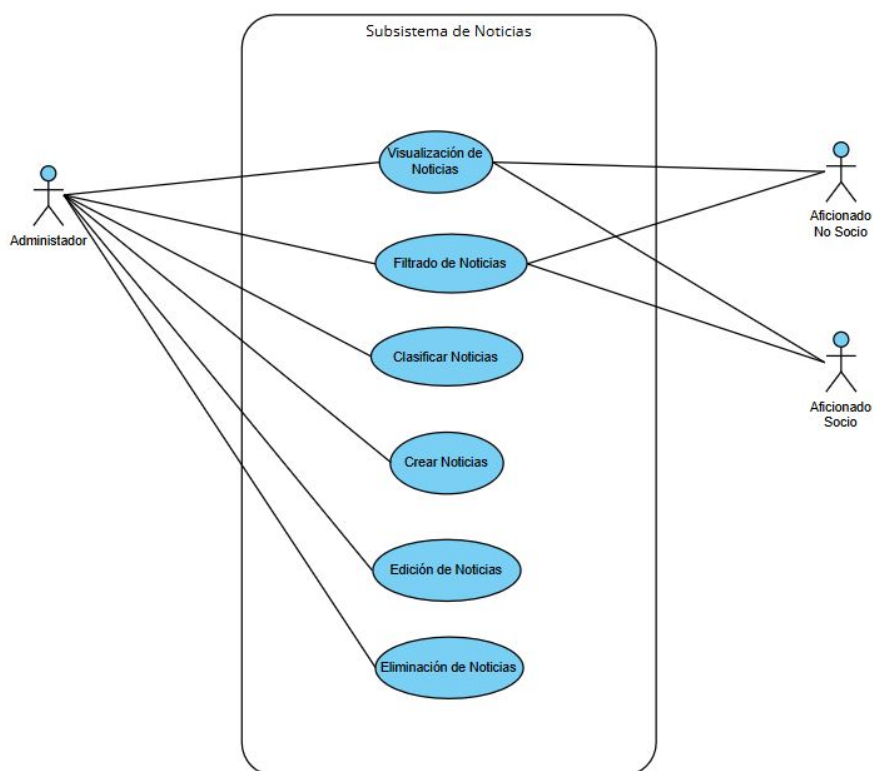 Subsistema de Noticias
Visualización de
Noticias
Administador
Aficionado
No Socio
Filtrado de Noticias
Clasificar Noticias
Aficionado
Socio
Crear Noticias
Edición de Noticias
Eliminación de Noticias